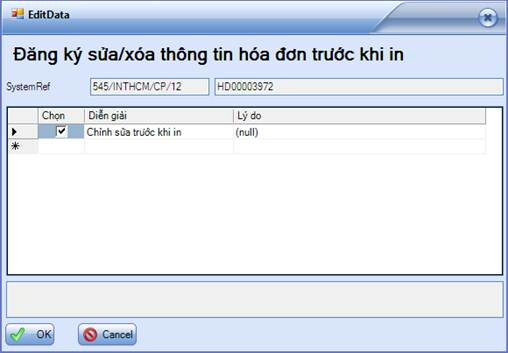 EditData
Đăng ký sửa/xóa thông tin hóa đơn trước khi in
SystemRef 545/INTHCM/CP/12 HD00003972
Chọn Diễn giải Lý do
Chỉnh sửa trước khi in (null)
OK Cancel